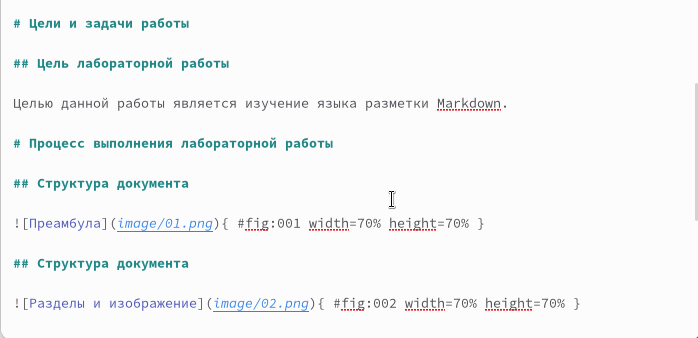 # Цели и задачи работы
## Цель лабораторной работы
Целью данной работы является изучение языка разметки Markdown.
# Процесс выполнения лабораторной работы
## Структура документа
![Преамбула](image/01.png){ #fig:001 width=70% height=70% }
## Структура документа
![Разделы и изображение](image/02.png){ #fig:002 width=70% height=70% }